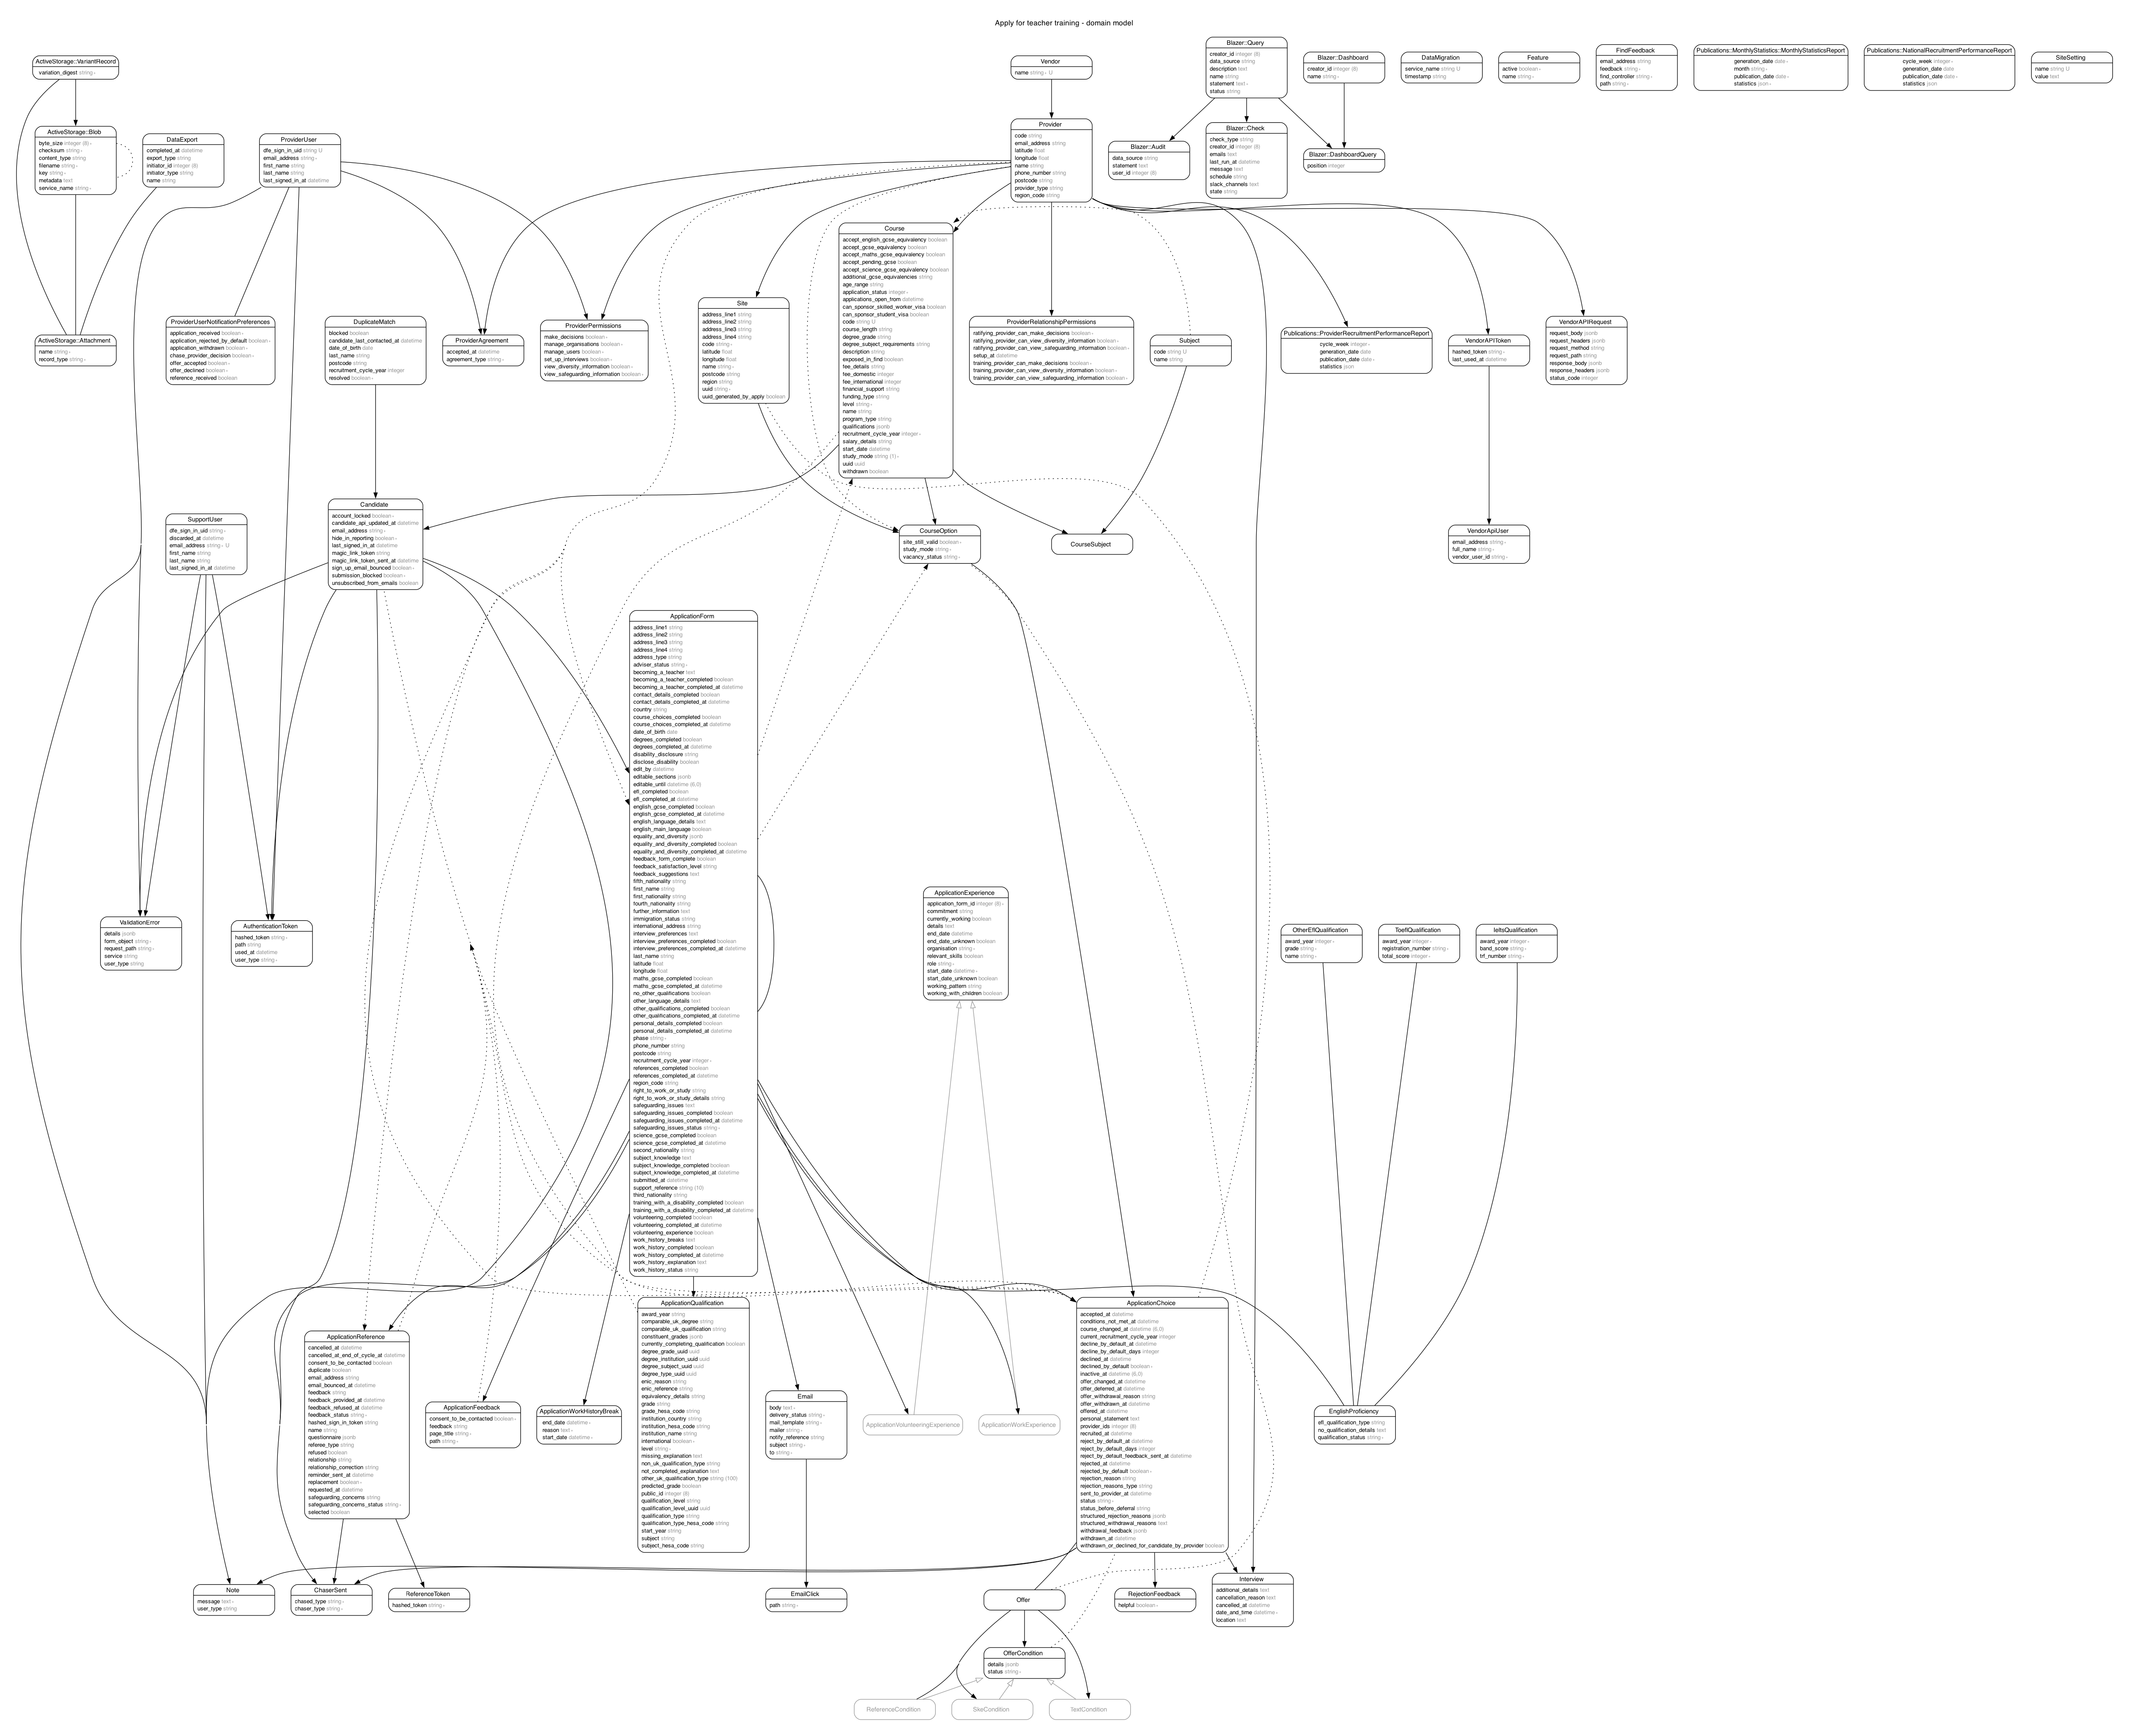 Apply for teacher training - domain model
ActiveStorage::VariantRecord
variation_digest string ∗
Vendor
name string ∗ U
Blazer::Query
creator_id integer (8)
data_source string
description text
name string
statement text ∗
status string
Blazer::Dashboard
creator_id integer (8)
name string ∗
DataMigration
service_name string U
timestamp string
Feature
active boolean ∗
name string ∗
FindFeedback
email_address string
feedback string ∗
find_controller string ∗
path string ∗
Publications::MonthlyStatistics::MonthlyStatisticsReport
generation_date date ∗
month string ∗
publication_date date ∗
statistics json ∗
Publications::NationalRecruitmentPerformanceReport
cycle_week integer ∗
generation_date date
publication_date date ∗
statistics json
SiteSetting
name string U
value text
ActiveStorage::Blob
byte_size integer (8) ∗
checksum string ∗
content_type string
filename string ∗
key string ∗
metadata text
service_name string ∗
DataExport
completed_at datetime
export_type string
initiator_id integer (8)
initiator_type string
name string
ProviderUser
dfe_sign_in_uid string U
email_address string ∗
first_name string
last_name string
last_signed_in_at datetime
Provider
code string
email_address string
latitude float
longitude float
name string
phone_number string
postcode string
provider_type string
region_code string
Blazer::Audit
data_source string
statement text
user_id integer (8)
Blazer::Check
check_type string
creator_id integer (8)
emails text
last_run_at datetime
message text
schedule string
slack_channels text
state string
Blazer::DashboardQuery
position integer
Course
accept_english_gcse_equivalency boolean
accept_gcse_equivalency boolean
accept_maths_gcse_equivalency boolean
accept_pending_gcse boolean
accept_science_gcse_equivalency boolean
additional_gcse_equivalencies string
age_range string
application_status integer ∗
applications_open_from datetime
can_sponsor_skilled_worker_visa boolean
can_sponsor_student_visa boolean
code string U
course_length string
degree_grade string
degree_subject_requirements string
description string
exposed_in_find boolean
fee_details string
fee_domestic integer
fee_international integer
financial_support string
funding_type string
level string ∗
name string
program_type string
qualifications jsonb
recruitment_cycle_year integer ∗
salary_details string
start_date datetime
study_mode string (1) ∗
uuid uuid
withdrawn boolean
ActiveStorage::Attachment
name string ∗
record_type string ∗
ProviderUserNotificationPreferences
application_received boolean ∗
application_rejected_by_default boolean ∗
application_withdrawn boolean ∗
chase_provider_decision boolean ∗
offer_accepted boolean ∗
offer_declined boolean ∗
reference_received boolean
DuplicateMatch
blocked boolean
candidate_last_contacted_at datetime
date_of_birth date
last_name string
postcode string
recruitment_cycle_year integer
resolved boolean ∗
ProviderAgreement
accepted_at datetime
agreement_type string ∗
ProviderPermissions
make_decisions boolean ∗
manage_organisations boolean ∗
manage_users boolean ∗
set_up_interviews boolean ∗
view_diversity_information boolean ∗
view_safeguarding_information boolean ∗
Site
address_line1 string
address_line2 string
address_line3 string
address_line4 string
code string ∗
latitude float
longitude float
name string ∗
postcode string
region string
uuid string ∗
uuid_generated_by_apply boolean
ProviderRelationshipPermissions
ratifying_provider_can_make_decisions boolean ∗
ratifying_provider_can_view_diversity_information boolean ∗
ratifying_provider_can_view_safeguarding_information boolean ∗
setup_at datetime
training_provider_can_make_decisions boolean ∗
training_provider_can_view_diversity_information boolean ∗
training_provider_can_view_safeguarding_information boolean ∗
Subject
code string U
name string
Publications::ProviderRecruitmentPerformanceReport
cycle_week integer ∗
generation_date date
publication_date date ∗
statistics json
VendorAPIToken
hashed_token string ∗
last_used_at datetime
VendorAPIRequest
request_body jsonb
request_headers jsonb
request_method string
request_path string
response_body jsonb
response_headers jsonb
status_code integer
SupportUser
dfe_sign_in_uid string ∗
discarded_at datetime
email_address string ∗ U
first_name string
last_name string
last_signed_in_at datetime
Candidate
account_locked boolean ∗
candidate_api_updated_at datetime
email_address string ∗
hide_in_reporting boolean ∗
last_signed_in_at datetime
magic_link_token string
magic_link_token_sent_at datetime
sign_up_email_bounced boolean ∗
submission_blocked boolean ∗
unsubscribed_from_emails boolean
CourseOption
site_still_valid boolean ∗
study_mode string ∗
vacancy_status string ∗
CourseSubject
VendorApiUser
email_address string ∗
full_name string ∗
vendor_user_id string ∗
ApplicationForm
address_line1 string
address_line2 string
address_line3 string
address_line4 string
address_type string
adviser_status string ∗
becoming_a_teacher text
becoming_a_teacher_completed boolean
becoming_a_teacher_completed_at datetime
contact_details_completed boolean
contact_details_completed_at datetime
country string
course_choices_completed boolean
course_choices_completed_at datetime
date_of_birth date
degrees_completed boolean
degrees_completed_at datetime
disability_disclosure string
disclose_disability boolean
edit_by datetime
editable_sections jsonb
editable_until datetime (6,0)
efl_completed boolean
efl_completed_at datetime
english_gcse_completed boolean
english_gcse_completed_at datetime
english_language_details text
english_main_language boolean
equality_and_diversity jsonb
equality_and_diversity_completed boolean
equality_and_diversity_completed_at datetime
feedback_form_complete boolean
feedback_satisfaction_level string
feedback_suggestions text
fifth_nationality string
first_name string
first_nationality string
fourth_nationality string
further_information text
immigration_status string
international_address string
interview_preferences text
interview_preferences_completed boolean
interview_preferences_completed_at datetime
last_name string
latitude float
longitude float
maths_gcse_completed boolean
maths_gcse_completed_at datetime
no_other_qualifications boolean
other_language_details text
other_qualifications_completed boolean
other_qualifications_completed_at datetime
personal_details_completed boolean
personal_details_completed_at datetime
phase string ∗
phone_number string
postcode string
recruitment_cycle_year integer ∗
references_completed boolean
references_completed_at datetime
region_code string
right_to_work_or_study string
right_to_work_or_study_details string
safeguarding_issues text
safeguarding_issues_completed boolean
safeguarding_issues_completed_at datetime
safeguarding_issues_status string ∗
science_gcse_completed boolean
science_gcse_completed_at datetime
second_nationality string
subject_knowledge text
subject_knowledge_completed boolean
subject_knowledge_completed_at datetime
submitted_at datetime
support_reference string (10)
third_nationality string
training_with_a_disability_completed boolean
training_with_a_disability_completed_at datetime
volunteering_completed boolean
volunteering_completed_at datetime
volunteering_experience boolean
work_history_breaks text
work_history_completed boolean
work_history_completed_at datetime
work_history_explanation text
work_history_status string
ValidationError
details jsonb
form_object string ∗
request_path string ∗
service string
user_type string
AuthenticationToken
hashed_token string ∗
path string
used_at datetime
user_type string ∗
ApplicationExperience
application_form_id integer (8) ∗
commitment string
currently_working boolean
details text
end_date datetime
end_date_unknown boolean
organisation string ∗
relevant_skills boolean
role string ∗
start_date datetime ∗
start_date_unknown boolean
working_pattern string
working_with_children boolean
OtherEflQualification
award_year integer ∗
grade string ∗
name string ∗
ToeflQualification
award_year integer ∗
registration_number string ∗
total_score integer ∗
IeltsQualification
award_year integer ∗
band_score string ∗
trf_number string ∗
ApplicationReference
cancelled_at datetime
cancelled_at_end_of_cycle_at datetime
consent_to_be_contacted boolean
duplicate boolean
email_address string
email_bounced_at datetime
feedback string
feedback_provided_at datetime
feedback_refused_at datetime
feedback_status string ∗
hashed_sign_in_token string
name string
questionnaire jsonb
referee_type string
refused boolean
relationship string
relationship_correction string
reminder_sent_at datetime
replacement boolean ∗
requested_at datetime
safeguarding_concerns string
safeguarding_concerns_status string ∗
selected boolean
ApplicationFeedback
consent_to_be_contacted boolean ∗
feedback string
page_title string ∗
path string ∗
ApplicationWorkHistoryBreak
end_date datetime ∗
reason text ∗
start_date datetime ∗
ApplicationQualification
award_year string
comparable_uk_degree string
comparable_uk_qualification string
constituent_grades jsonb
currently_completing_qualification boolean
degree_grade_uuid uuid
degree_institution_uuid uuid
degree_subject_uuid uuid
degree_type_uuid uuid
enic_reason string
enic_reference string
equivalency_details string
grade string
grade_hesa_code string
institution_country string
institution_hesa_code string
institution_name string
international boolean ∗
level string ∗
missing_explanation text
non_uk_qualification_type string
not_completed_explanation text
other_uk_qualification_type string (100)
predicted_grade boolean
public_id integer (8)
qualification_level string
qualification_level_uuid uuid
qualification_type string
qualification_type_hesa_code string
start_year string
subject string
subject_hesa_code string
Email
body text ∗
delivery_status string ∗
mail_template string ∗
mailer string ∗
notify_reference string
subject string ∗
to string ∗
ApplicationVolunteeringExperience
ApplicationWorkExperience
ApplicationChoice
accepted_at datetime
conditions_not_met_at datetime
course_changed_at datetime (6,0)
current_recruitment_cycle_year integer
decline_by_default_at datetime
decline_by_default_days integer
declined_at datetime
declined_by_default boolean ∗
inactive_at datetime (6,0)
offer_changed_at datetime
offer_deferred_at datetime
offer_withdrawal_reason string
offer_withdrawn_at datetime
offered_at datetime
personal_statement text
provider_ids integer (8)
recruited_at datetime
reject_by_default_at datetime
reject_by_default_days integer
reject_by_default_feedback_sent_at datetime
rejected_at datetime
rejected_by_default boolean ∗
rejection_reason string
rejection_reasons_type string
sent_to_provider_at datetime
status string ∗
status_before_deferral string
structured_rejection_reasons jsonb
structured_withdrawal_reasons text
withdrawal_feedback jsonb
withdrawn_at datetime
withdrawn_or_declined_for_candidate_by_provider boolean
EnglishProficiency
efl_qualification_type string
no_qualification_details text
qualification_status string ∗
Note
message text ∗
user_type string
ChaserSent
chased_type string ∗
chaser_type string ∗
ReferenceToken
hashed_token string ∗
EmailClick
path string ∗
Offer
RejectionFeedback
helpful boolean ∗
Interview
additional_details text
cancellation_reason text
cancelled_at datetime
date_and_time datetime ∗
location text
OfferCondition
details jsonb
status string ∗
ReferenceCondition
SkeCondition
TextCondition